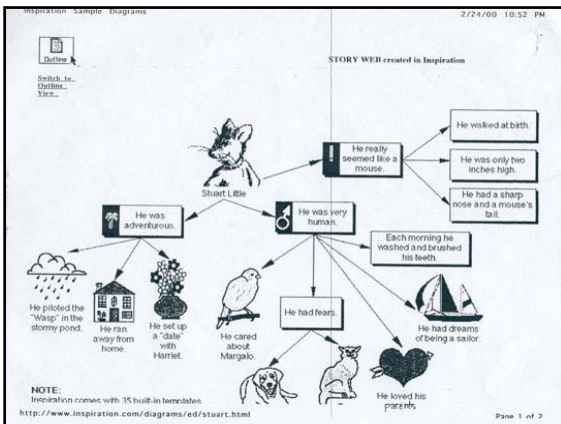 Inspiration Sample Diagrams
2/24/00 10:52 PM
Outline
Switch to
Outline
View
STORY WEB created in Inspiration
Stuart Little
He really
seemed like a
mouse.
He walked at birth.
He was only two
inches high.
He had a sharp
nose and a mouse's
tail.
He was
adventurous.
He was very
human.
Each morning he
washed and brushed
his teeth.
He piloted the
"Wasp" in the
stormy pond.
He ran
away from
home.
He set up
a "date"
with
Harriet.
He cared
about
Margalo.
He had fears.
He loved his
parents
He had dreams
of being a sailor.
NOTE:
Inspiration comes with 35 built-in templates
http://www.inspiration.com/diagrams/ed/stuart.html
Page 1 of 2